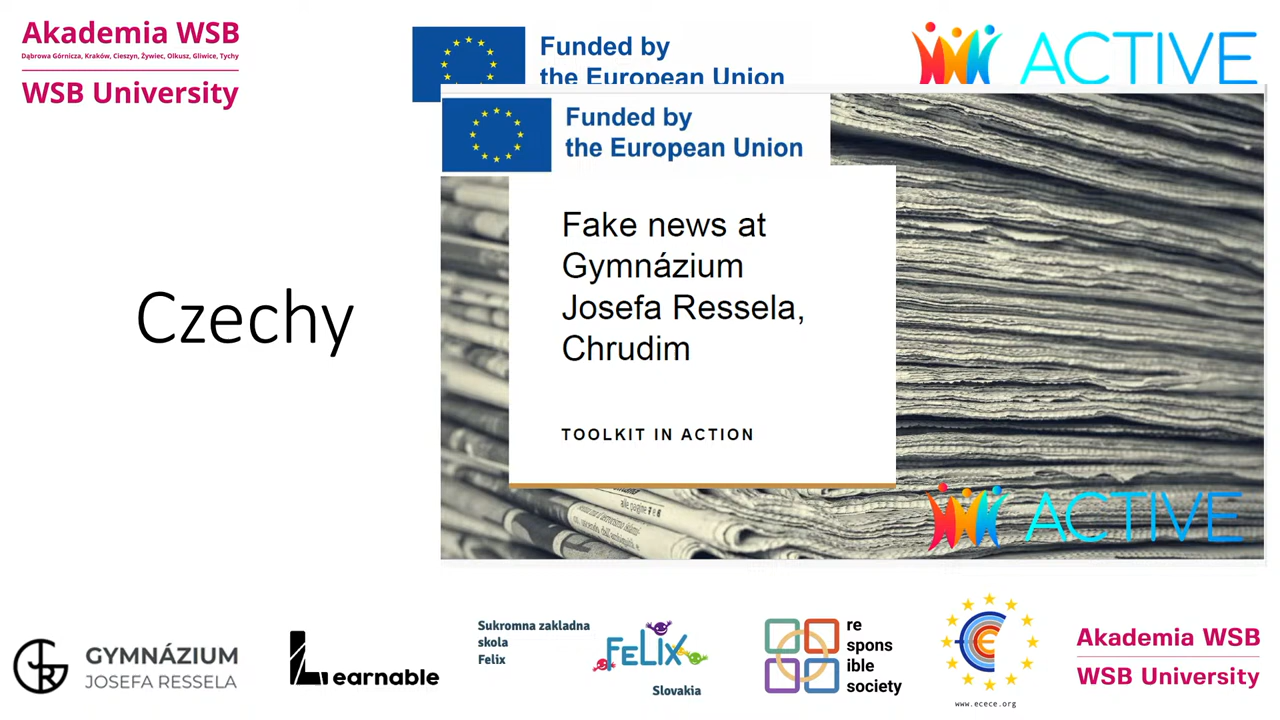 Akademia WSB
Dąbrowa Górnicza, Kraków, Cieszyn, Żywiec, Olkusz, Gliwice, Tychy
WSB University
Funded by
the European Union
ACTIVE
Funded by
the European Union
Czechy
Fake news at
Gymnázium
Josefa Ressela,
Chrudim
TOOLKIT IN ACTION
ACTIVE
GYMNÁZIUM
JOSEFA RESSELA
Learnable
Sukromna zakladna
skola
Felix
FELIX
Slovakia
re
spons
ible
society
www.ecece.org
Akademia WSB
WSB University